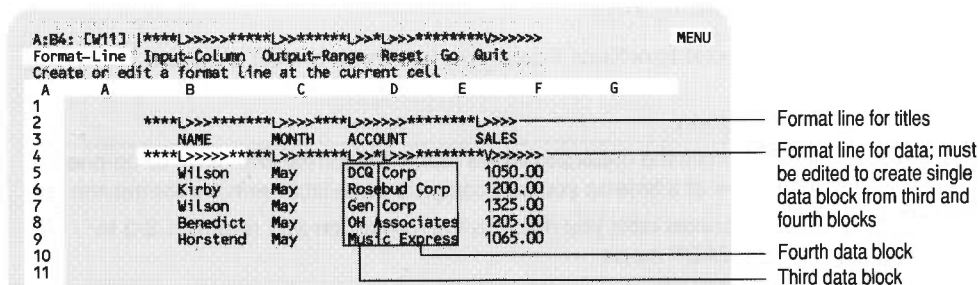 A:B4: [W11] |****L>>>>>*****L>>******L>>*L>>>********V>>>>>> MENU
Format-Line Input-Column Output-Range Reset Go Quit
Create or edit a format line at the current cell
A A B C D E F G
1
2 ****L>>>>>*****L>>>>****L>>>>>>********L>>>> Format line for titles
3 NAME MONTH ACCOUNT SALES
4 ****L>>>>>*****L>>******L>>*L>>>********V>>>>>> Format line for data; must
be edited to create single
data block from third and
fourth blocks
5 Wilson May DCQ Corp 1050.00
6 Kirby May Rosebud Corp 1200.00
7 Wilson May Gen Corp 1325.00
8 Benedict May OH Associates 1205.00
9 Horstend May Music Express 1065.00
10 Fourth data block
11 Third data block